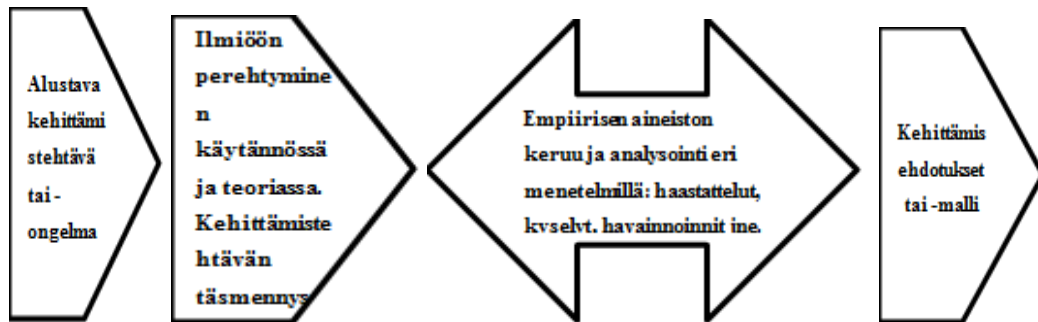 Alustava
kehittämi
stehtävä
tai -
ongelma
Ilmiöön
perehtymine
n
käytännössä
ja teoriassa.
Kehittämiste
htävän
täsmennys
Empiirisen aineiston
keruu ja analysointi eri
menetelmillä: haastattelut,
kyselyt, havainnoinnit jne.
Kehittämis
ehdotukset
tai -malli